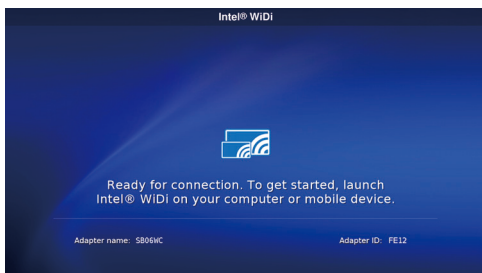 Intel® WiDi
Ready for connection. To get started, launch
Intel® WiDi on your computer or mobile device.
Adapter name: SB06WC
Adapter ID: FE12